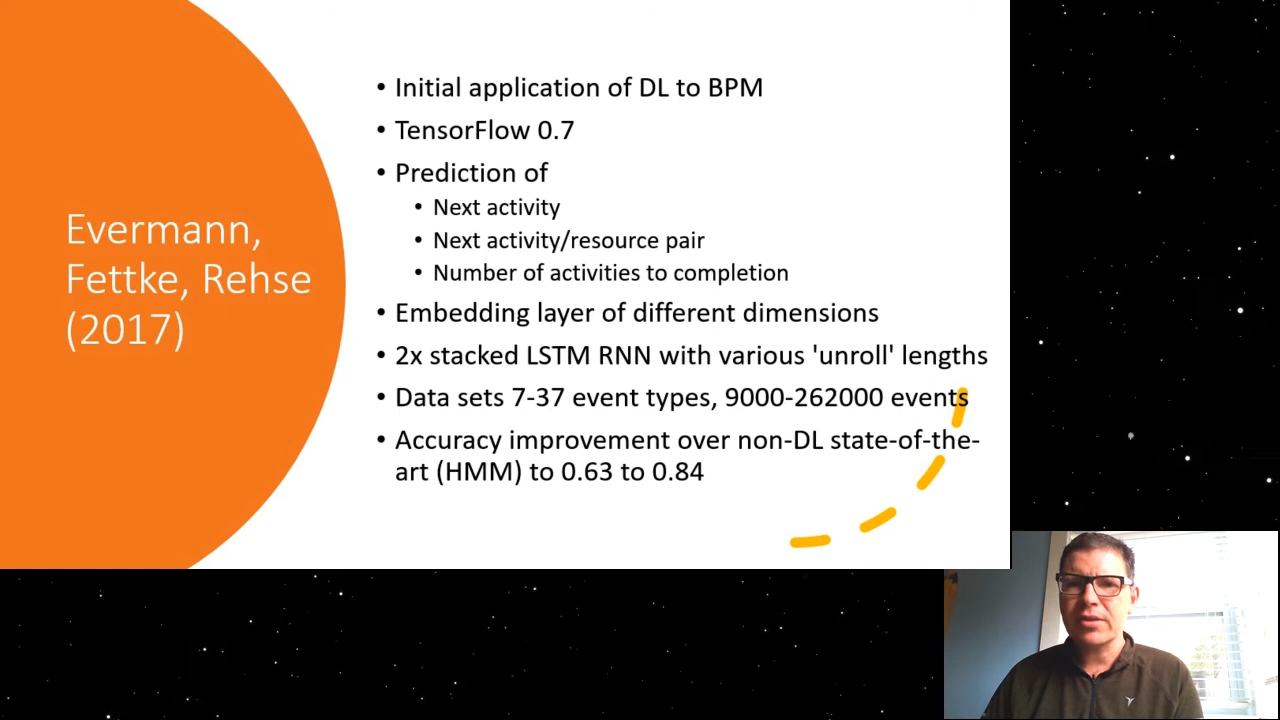 Evermann,
Fettke, Rehse
(2017)
• Initial application of DL to BPM
• TensorFlow 0.7
• Prediction of
• Next activity
• Next activity/resource pair
• Number of activities to completion
• Embedding layer of different dimensions
• 2x stacked LSTM RNN with various 'unroll' lengths
• Data sets 7-37 event types, 9000-262000 events
• Accuracy improvement over non-DL state-of-the-
art (HMM) to 0.63 to 0.84